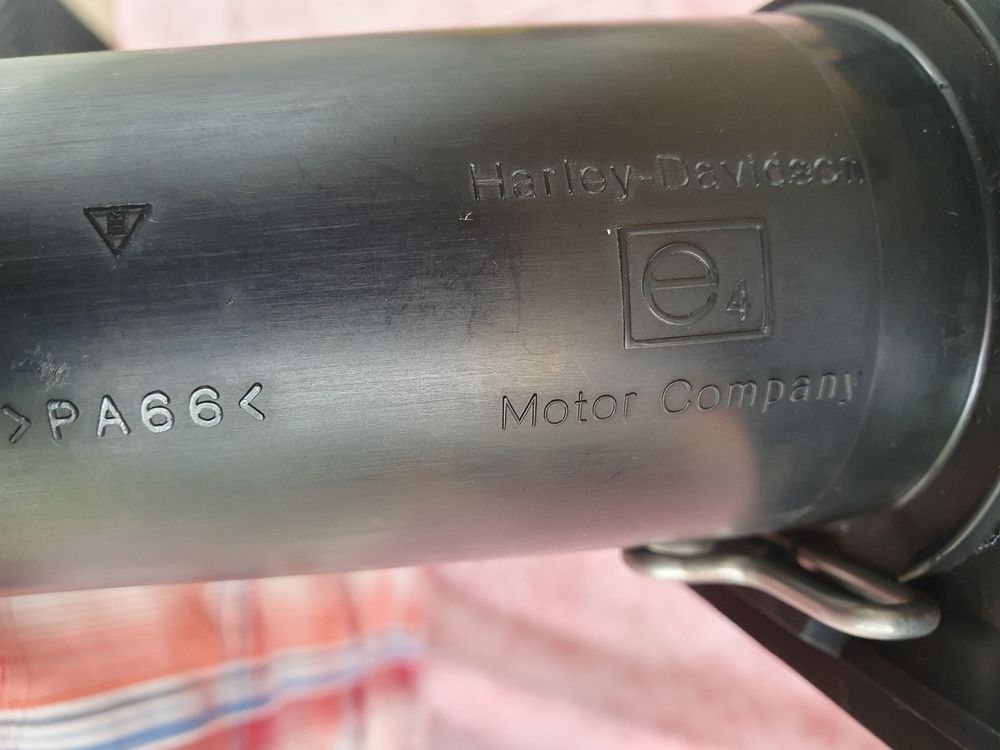 Harley-Davidson
e4
Motor Company
>PA66<